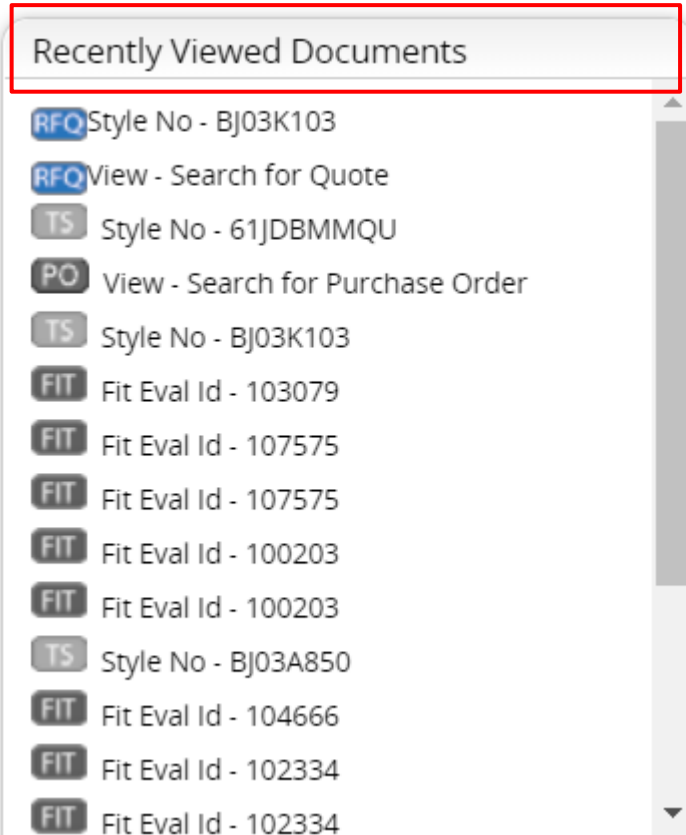 Recently Viewed Documents
RFQ Style No - BJ03K103
RFQ View - Search for Quote
TS Style No - 61JDBMMQU
PO View - Search for Purchase Order
TS Style No - BJ03K103
FIT Fit Eval Id - 103079
FIT Fit Eval Id - 107575
FIT Fit Eval Id - 107575
FIT Fit Eval Id - 100203
FIT Fit Eval Id - 100203
TS Style No - BJ03A850
FIT Fit Eval Id - 104666
FIT Fit Eval Id - 102334
FIT Fit Eval Id - 102334